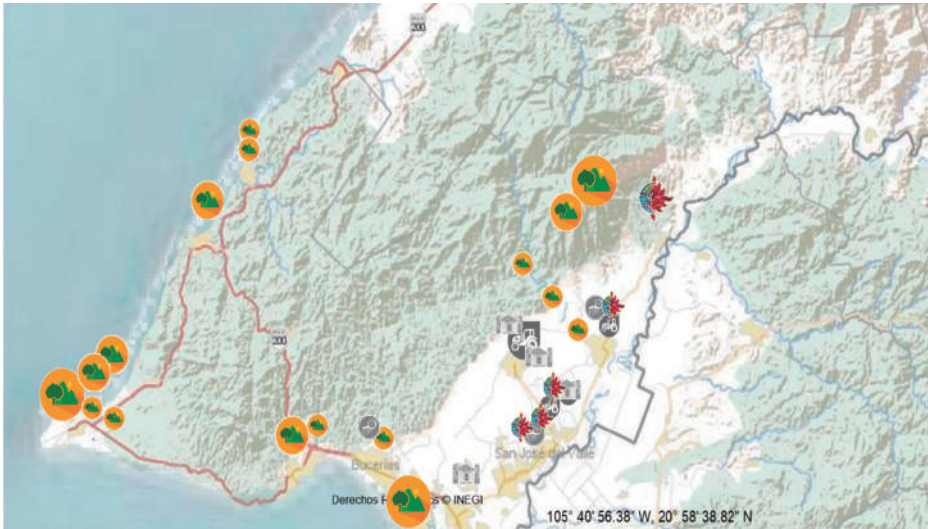 200
200
Bucerías
San José del Valle
Derechos © INEGI
105° 40' 56.38" W, 20° 58' 38.82" N